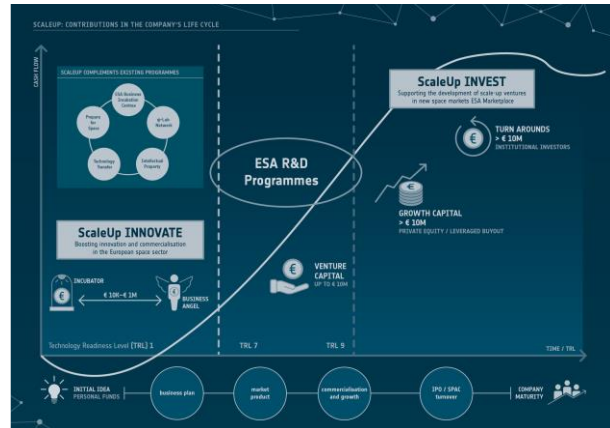 SCALEUP: CONTRIBUTIONS IN THE COMPANY'S LIFE CYCLE
CASH FLOW
SCALEUP COMPLEMENTS EXISTING PROGRAMMES
ESA Business
Incubation
Centres
Prepare
for
Space
φ-Lab
Network
Technology
Transfer
Intellectual
Property
ScaleUp INVEST
Supporting the development of scale-up ventures
in new space markets ESA Marketplace
TURN AROUNDS
> € 10M
INSTITUTIONAL INVESTORS
ESA R&D
Programmes
GROWTH CAPITAL
> € 10M
PRIVATE EQUITY / LEVERAGED BUYOUT
ScaleUp INNOVATE
Boosting innovation and commercialisation
in the European space sector
INCUBATOR
€ 10K–€ 1M
BUSINESS
ANGEL
VENTURE
CAPITAL
UP TO € 10M
Technology Readiness Level (TRL) 1
TRL 7
TRL 9
TIME / TRL
INITIAL IDEA
PERSONAL FUNDS
business plan
market
product
commercialisation
and growth
IPO / SPAC
turnover
COMPANY
MATURITY